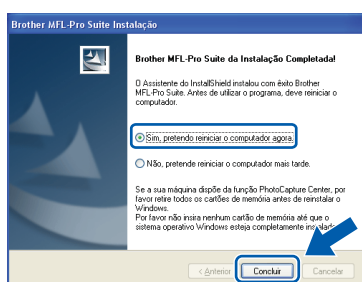 Brother MFL-Pro Suite Instalação
Brother MFL-Pro Suite da Instalação Completada!
O Assistente do InstallShield instalou com êxito Brother
MFL-Pro Suite. Antes de utilizar o programa, deve reiniciar o
computador.
Sim, pretendo reiniciar o computador agora.
Não, pretende reiniciar o computador mais tarde.
Se a sua máquina dispõe da função PhotoCapture Center, por
favor retire todos os cartões de memória antes de reinstalar o
Windows.
Por favor não insira nenhum cartão de memória até que o
sistema operativo Windows esteja completamente instalado
< Anterior
Concluir
Cancelar